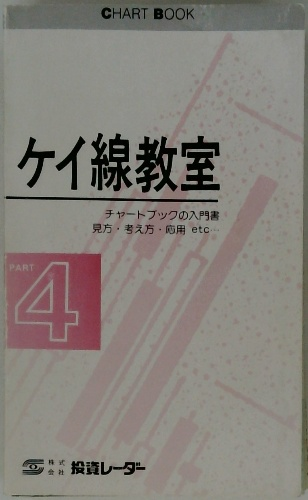 CHART BOOK
ケイ線教室
チャートブックの入門書
見方・考え方・応用 etc…
PART
4
株式会社 投資レーダー